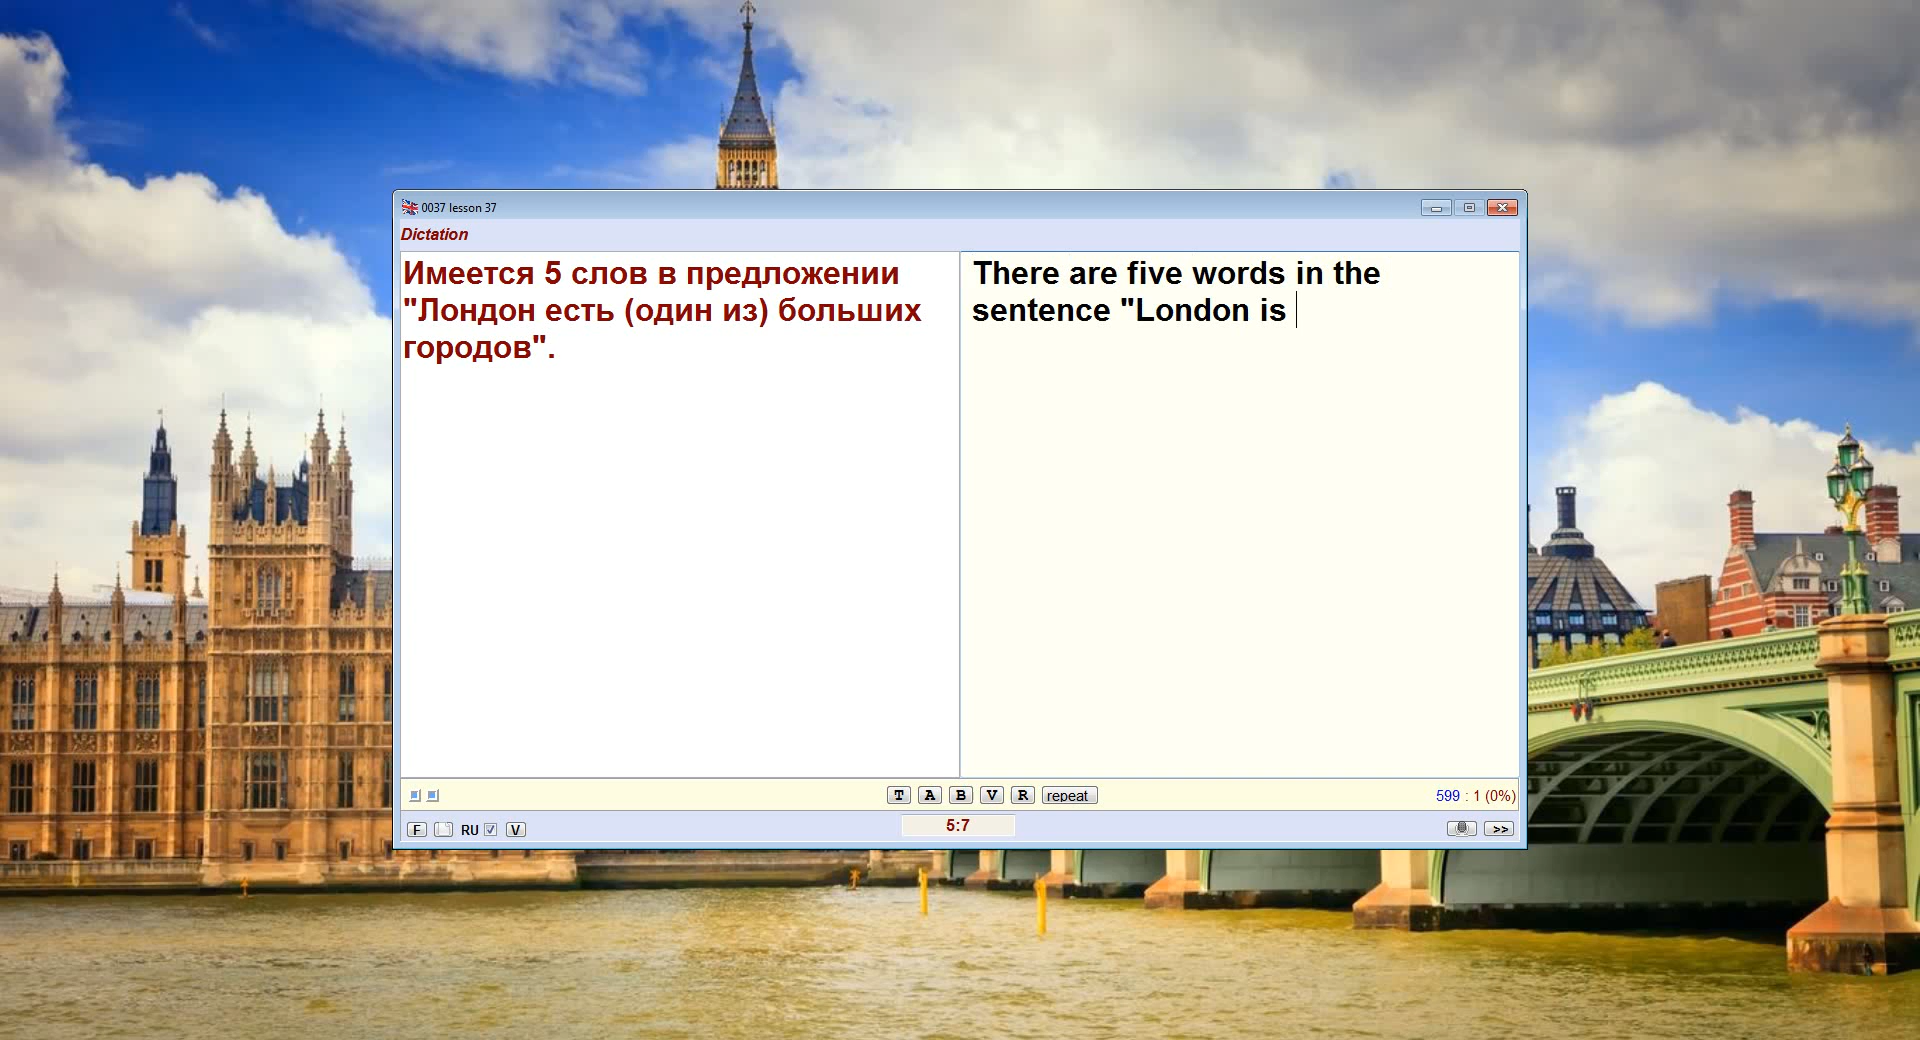 0037 lesson 37
Dictation
Имеется 5 слов в предложении
"Лондон есть (один из) больших
городов".
There are five words in the
sentence "London is
T A B V R repeat
599 : 1 (0%)
F RU V
5:7
>>